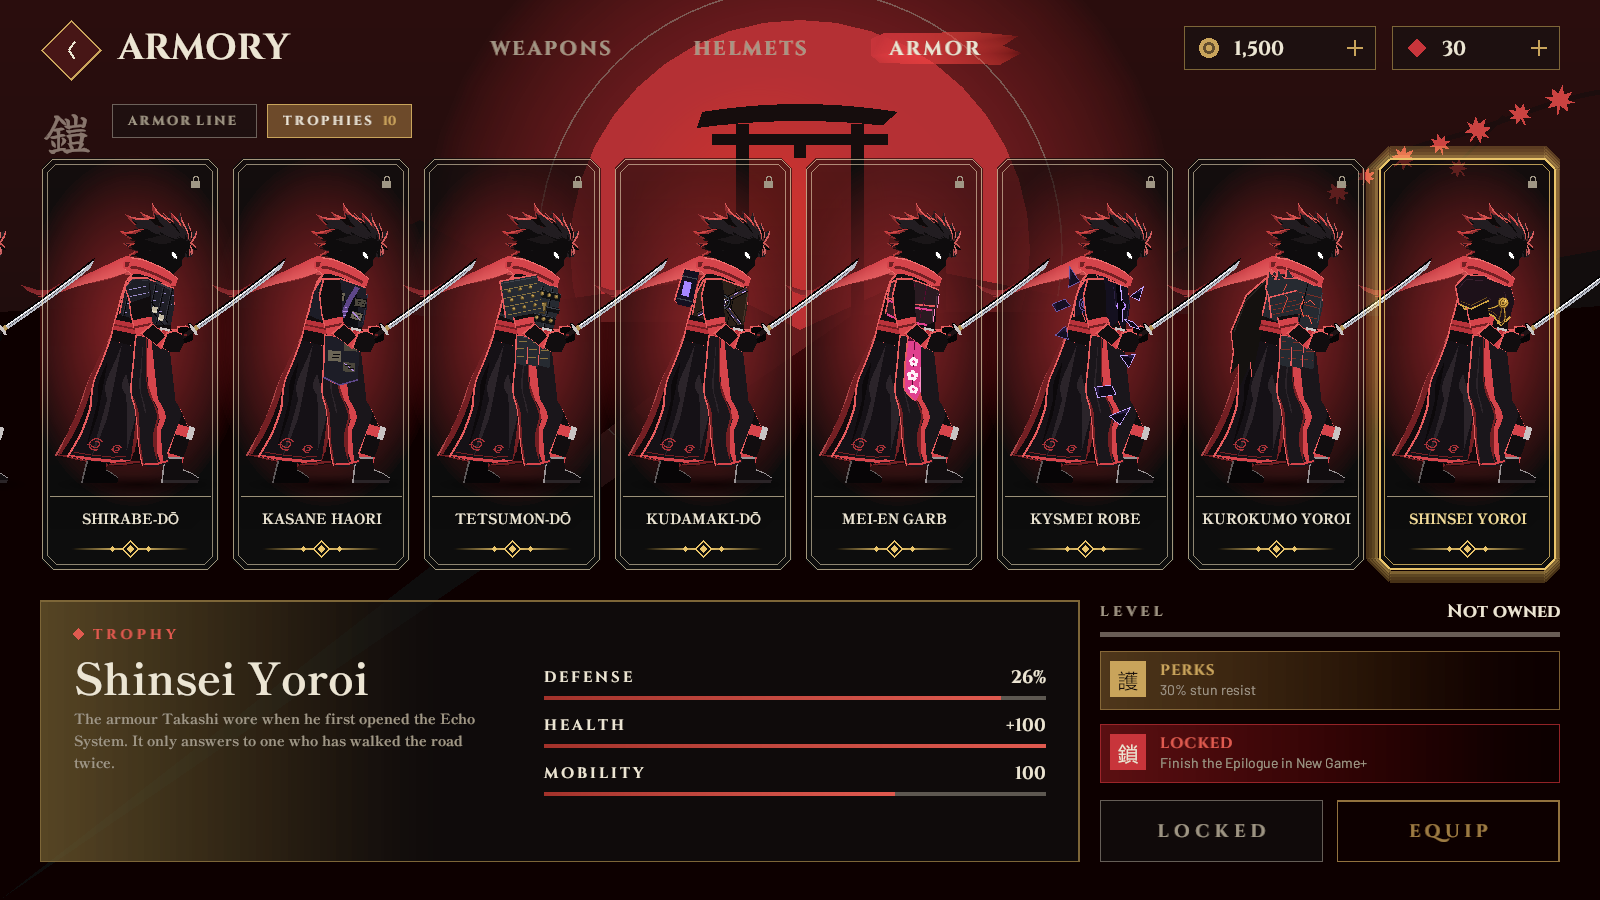 ARMORY
WEAPONS
HELMETS
ARMOR
1,500
30
鎧
ARMOR LINE
TROPHIES 10
SHIRABE-DŌ
KASANE HAORI
TETSUMON-DŌ
KUDAMAKI-DŌ
MEI-EN GARB
KYSMEI ROBE
KUROKUMO YOROI
SHINSEI YOROI
TROPHY
Shinsei Yoroi
The armour Takashi wore when he first opened the Echo
System. It only answers to one who has walked the road
twice.
DEFENSE 26%
HEALTH +100
MOBILITY 100
LEVEL NOT OWNED
護
PERKS
30% stun resist
鎖
LOCKED
Finish the Epilogue in New Game+
LOCKED
EQUIP